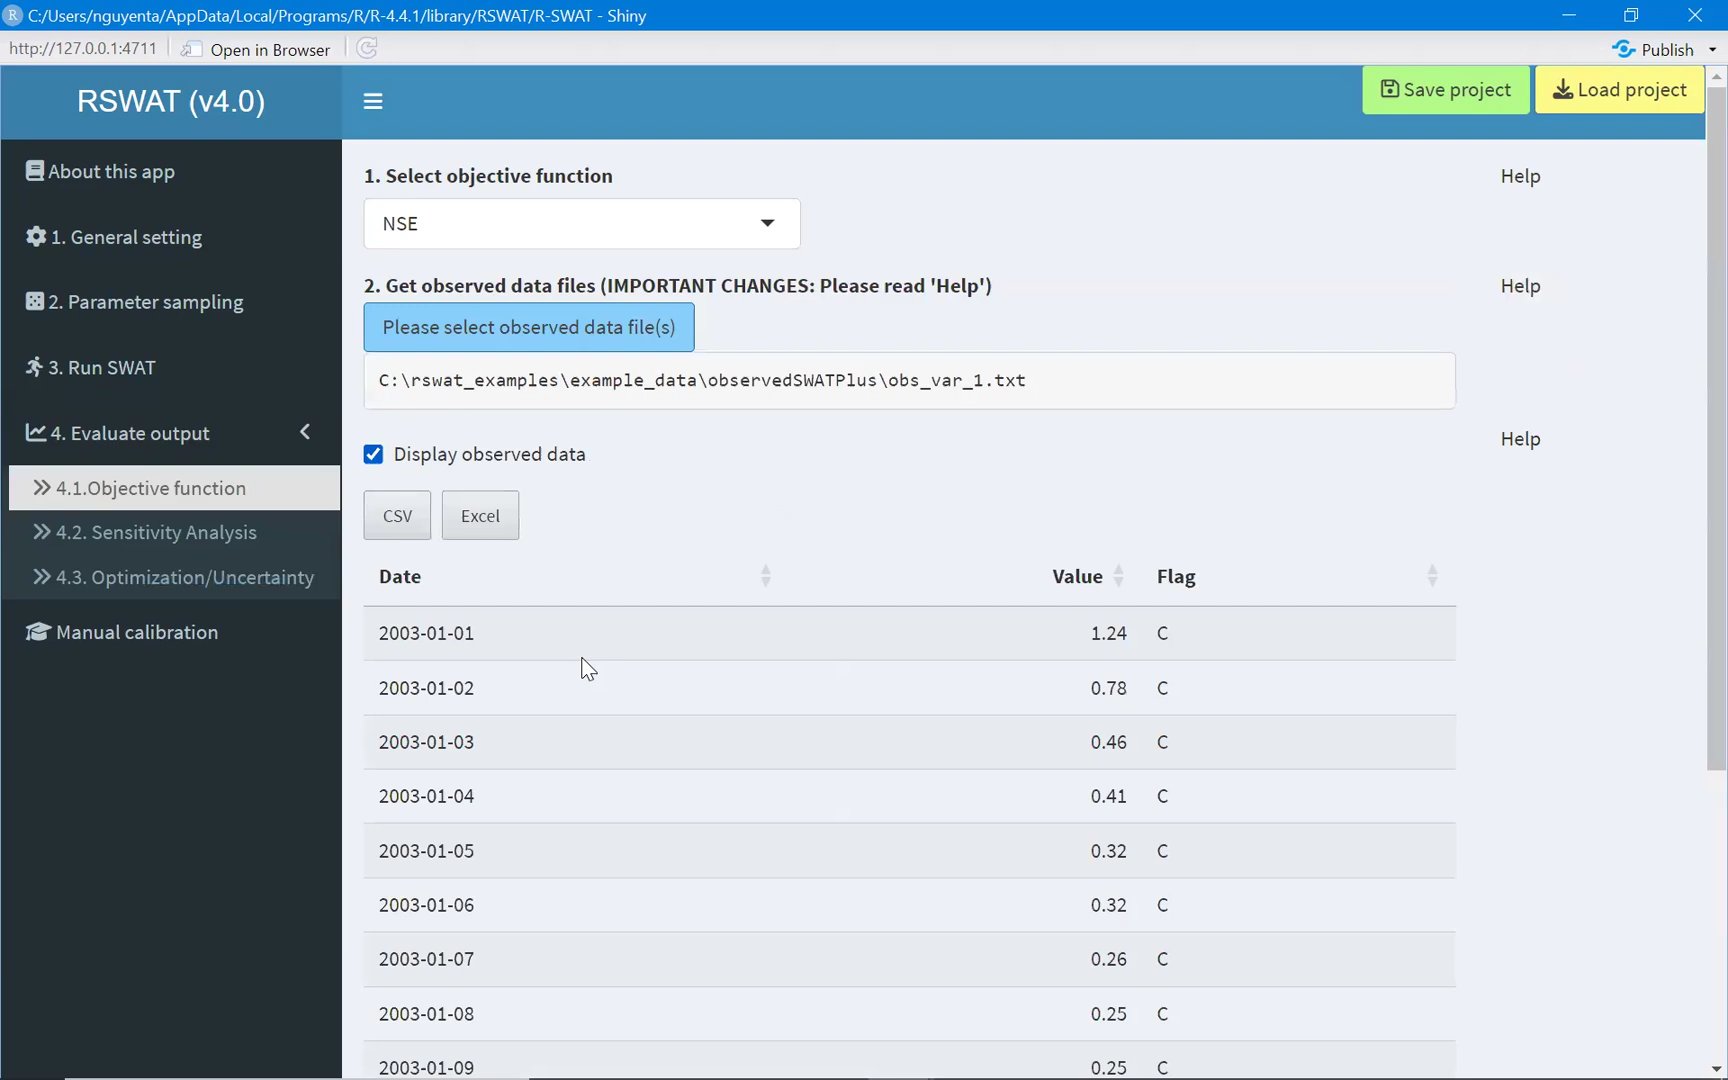 C:/Users/nguyenta/AppData/Local/Programs/R/R-4.4.1/library/RSWAT/R-SWAT - Shiny
http://127.0.0.1:4711 Open in Browser Publish
RSWAT (v4.0)
Save project Load project
About this app
1. General setting
2. Parameter sampling
3. Run SWAT
4. Evaluate output
4.1.Objective function
4.2. Sensitivity Analysis
4.3. Optimization/Uncertainty
Manual calibration
1. Select objective function Help
NSE
2. Get observed data files (IMPORTANT CHANGES: Please read 'Help') Help
Please select observed data file(s)
C:\rswat_examples\example_data\observedSWATPlus\obs_var_1.txt
Display observed data Help
CSV Excel
Date Value Flag
2003-01-01 1.24 C
2003-01-02 0.78 C
2003-01-03 0.46 C
2003-01-04 0.41 C
2003-01-05 0.32 C
2003-01-06 0.32 C
2003-01-07 0.26 C
2003-01-08 0.25 C
2003-01-09 0.25 C